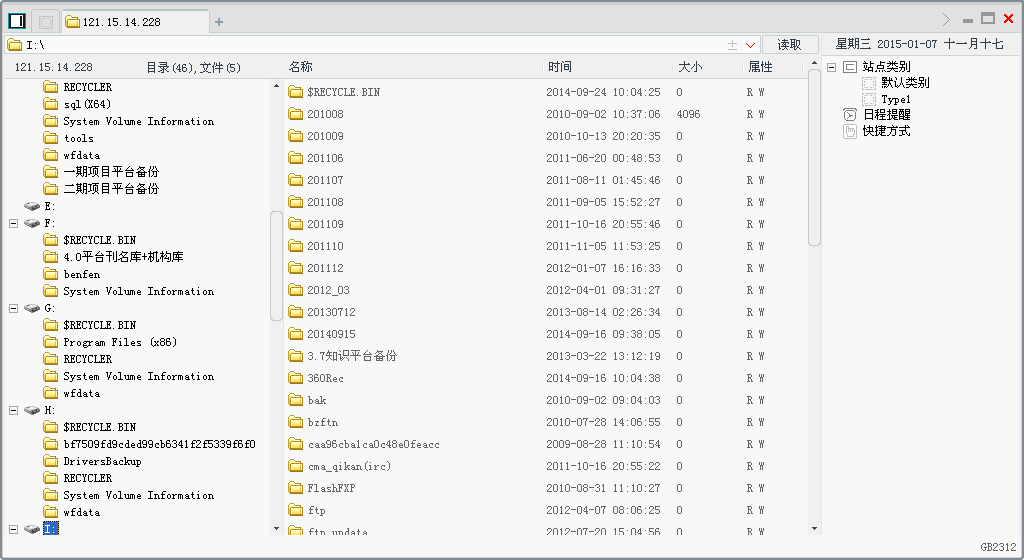 121.15.14.228
I:\
读取
星期三 2015-01-07 十一月十七
121.15.14.228 目录(46),文件(5)
RECYCLER
sql(X64)
System Volume Information
tools
wfdata
一期项目平台备份
二期项目平台备份
E:
F:
$RECYCLE.BIN
4.0平台刊名库+机构库
benfen
System Volume Information
G:
$RECYCLE.BIN
Program Files (x86)
RECYCLER
System Volume Information
wfdata
H:
$RECYCLE.BIN
bf7509fd9cded99cb6341f2f5339f6f0
DriversBackup
RECYCLER
System Volume Information
wfdata
I:
名称 时间 大小 属性
$RECYCLE.BIN 2014-09-24 10:04:25 0 R W
201008 2010-09-02 10:37:06 4096 R W
201009 2010-10-13 20:20:35 0 R W
201106 2011-06-20 00:48:53 0 R W
201107 2011-08-11 01:45:46 0 R W
201108 2011-09-05 15:52:27 0 R W
201109 2011-10-16 20:55:46 0 R W
201110 2011-11-05 11:53:25 0 R W
201112 2012-01-07 16:16:33 0 R W
2012_03 2012-04-01 09:31:27 0 R W
20130712 2013-08-14 02:26:34 0 R W
20140915 2014-09-16 09:38:05 0 R W
3.7知识平台备份 2013-03-22 13:12:19 0 R W
360Rec 2014-09-16 10:04:38 0 R W
bak 2010-09-02 09:04:03 0 R W
bzftn 2010-07-28 14:06:55 0 R W
caa96cba1ca0c48e0feacc 2009-08-28 11:10:54 0 R W
cma_qikan(irc) 2011-10-16 20:55:22 0 R W
FlashFXP 2010-08-31 11:10:27 0 R W
ftp 2012-04-07 08:06:25 0 R W
ftp_updata 2012-07-20 15:04:56 0 R W
站点类别
默认类别
Type1
日程提醒
快捷方式
GB2312